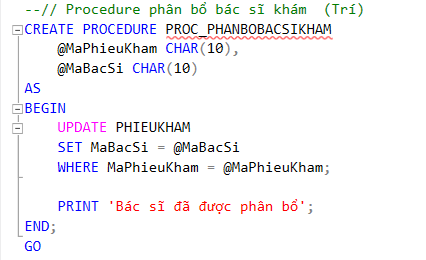 --// Procedure phân bổ bác sĩ khám  (Trí)
CREATE PROCEDURE PROC_PHANBOBACSIKHAM
    @MaPhieuKham CHAR(10),
    @MaBacSi CHAR(10)
AS
BEGIN
    UPDATE PHIEUKHAM
    SET MaBacSi = @MaBacSi
    WHERE MaPhieuKham = @MaPhieuKham;

    PRINT 'Bác sĩ đã được phân bổ';
END;
GO